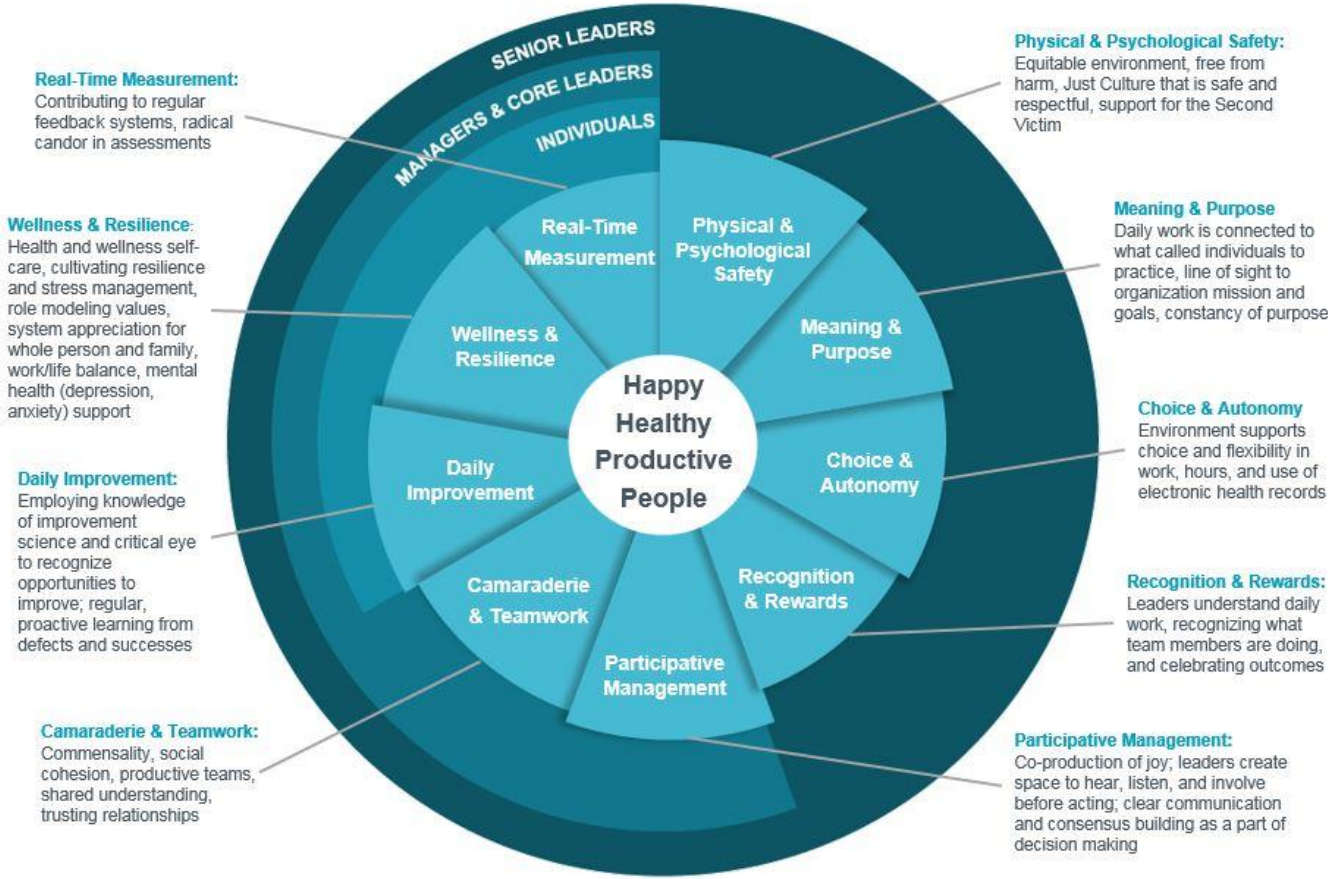 SENIOR LEADERS
MANAGERS & CORE LEADERS
INDIVIDUALS
Real-Time Measurement:
Contributing to regular
feedback systems, radical
candor in assessments
Wellness & Resilience:
Health and wellness self-
care, cultivating resilience
and stress management,
role modeling values,
system appreciation for
whole person and family,
work/life balance, mental
health (depression,
anxiety) support
Daily Improvement:
Employing knowledge
of improvement
science and critical eye
to recognize
opportunities to
improve; regular,
proactive learning from
defects and successes
Camaraderie & Teamwork:
Commensality, social
cohesion, productive teams,
shared understanding,
trusting relationships
Real-Time
Measurement
Physical &
Psychological
Safety
Wellness &
Resilience
Meaning &
Purpose
Happy
Healthy
Productive
People
Daily
Improvement
Choice &
Autonomy
Camaraderie
& Teamwork
Recognition
& Rewards
Participative
Management
Physical & Psychological Safety:
Equitable environment, free from
harm, Just Culture that is safe and
respectful, support for the Second
Victim
Meaning & Purpose
Daily work is connected to
what called individuals to
practice, line of sight to
organization mission and
goals, constancy of purpose
Choice & Autonomy
Environment supports
choice and flexibility in
work, hours, and use of
electronic health records
Recognition & Rewards:
Leaders understand daily
work, recognizing what
team members are doing,
and celebrating outcomes
Participative Management:
Co-production of joy; leaders create
space to hear, listen, and involve
before acting; clear communication
and consensus building as a part of
decision making